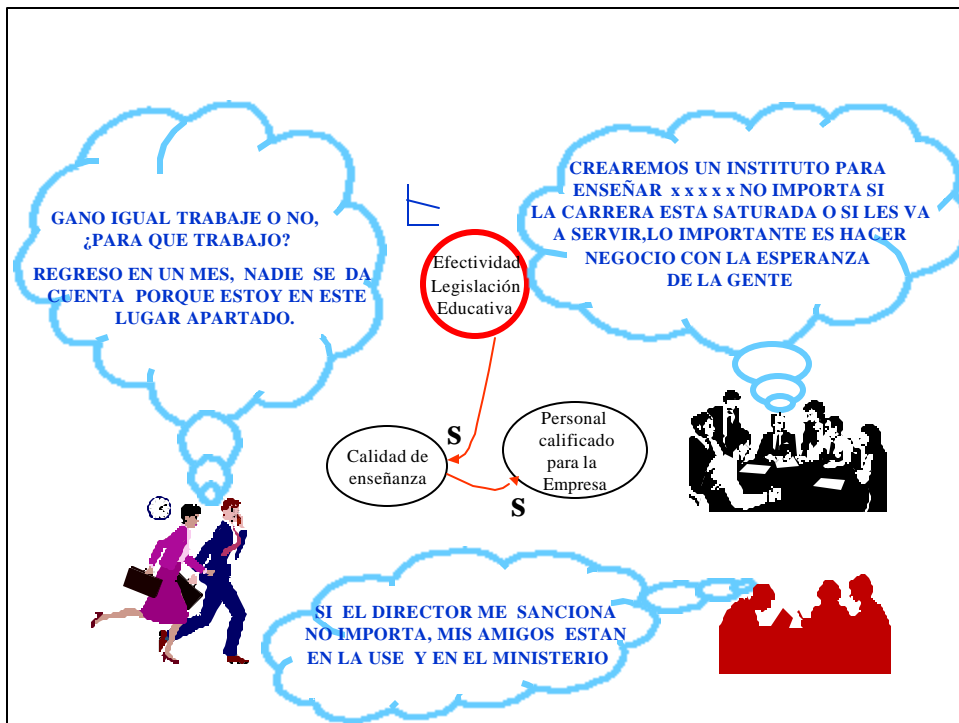 GANO IGUAL TRABAJE O NO,
¿PARA QUE TRABAJO?
REGRESO EN UN MES, NADIE SE DA
CUENTA PORQUE ESTOY EN ESTE
LUGAR APARTADO.
CREAREMOS UN INSTITUTO PARA
ENSEÑAR x x x x x NO IMPORTA SI
LA CARRERA ESTA SATURADA O SI LES VA
A SERVIR,LO IMPORTANTE ES HACER
NEGOCIO CON LA ESPERANZA
DE LA GENTE
Efectividad
Legislación
Educativa
s
Calidad de
enseñanza
Personal
calificado
para la
Empresa
s
SI EL DIRECTOR ME SANCIONA
NO IMPORTA, MIS AMIGOS ESTAN
EN LA USE Y EN EL MINISTERIO